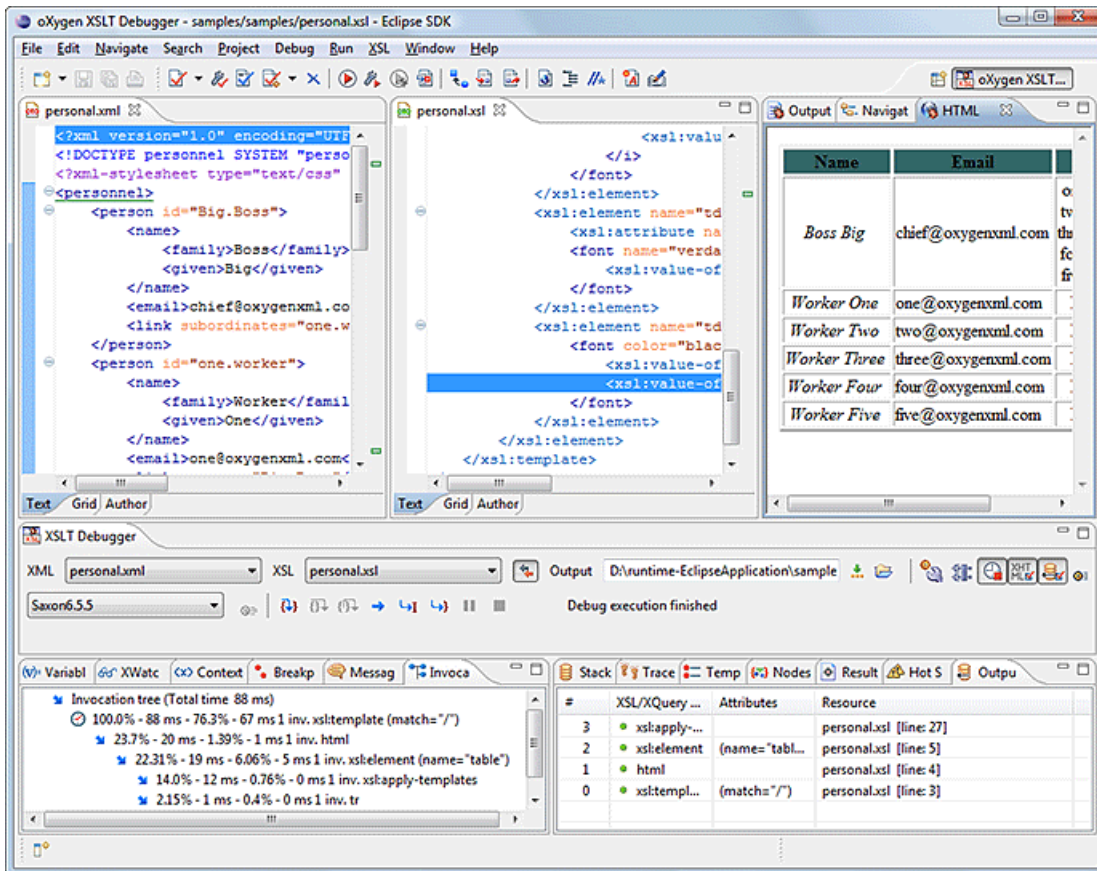 oXygen XSLT Debugger - samples/samples/personal.xsl - Eclipse SDK
File Edit Navigate Search Project Debug Run XSL Window Help
oXygen XSLT...
personal.xml
<?xml version="1.0" encoding="UTF
<!DOCTYPE personnel SYSTEM "perso
<?xml-stylesheet type="text/css"
<personnel>
<person id="Big.Boss">
<name>
<family>Boss</family>
<given>Big</given>
</name>
<email>chief@oxygenxml.co
<link subordinates="one.w
</person>
<person id="one.worker">
<name>
<family>Worker</famil
<given>One</given>
</name>
<email>one@oxygenxml.com<
Text Grid Author
personal.xsl
<xsl:valu
</i>
</font>
</xsl:element>
<xsl:element name="td
<xsl:attribute na
<font name="verda
<xsl:value-of
</font>
</xsl:element>
<xsl:element name="td
<font color="blac
<xsl:value-of
<xsl:value-of
</font>
</xsl:element>
</xsl:element>
</xsl:template>
Text Grid Author
Output Navigat HTML
Name Email
Boss Big chief@oxygenxml.com
Worker One one@oxygenxml.com
Worker Two two@oxygenxml.com
Worker Three three@oxygenxml.com
Worker Four four@oxygenxml.com
Worker Five five@oxygenxml.com
XSLT Debugger
XML personal.xml XSL personal.xsl Output D:\runtime-EclipseApplication\sample
Saxon6.5.5 Debug execution finished
Variabl XWatc Context Breakp Messag Invoca
Invocation tree (Total time 88 ms)
100.0% - 88 ms - 76.3% - 67 ms 1 inv. xsl:template (match="/")
23.7% - 20 ms - 1.39% - 1 ms 1 inv. html
22.31% - 19 ms - 6.06% - 5 ms 1 inv. xsl:element (name="table")
14.0% - 12 ms - 0.76% - 0 ms 1 inv. xsl:apply-templates
2.15% - 1 ms - 0.4% - 0 ms 1 inv. tr
Stack Trace Temp Nodes Result Hot S Outpu
# XSL/XQuery ... Attributes Resource
3 xsl:apply-... personal.xsl [line: 27]
2 xsl:element (name="tabl... personal.xsl [line: 5]
1 html personal.xsl [line: 4]
0 xsl:templ... (match="/") personal.xsl [line: 3]